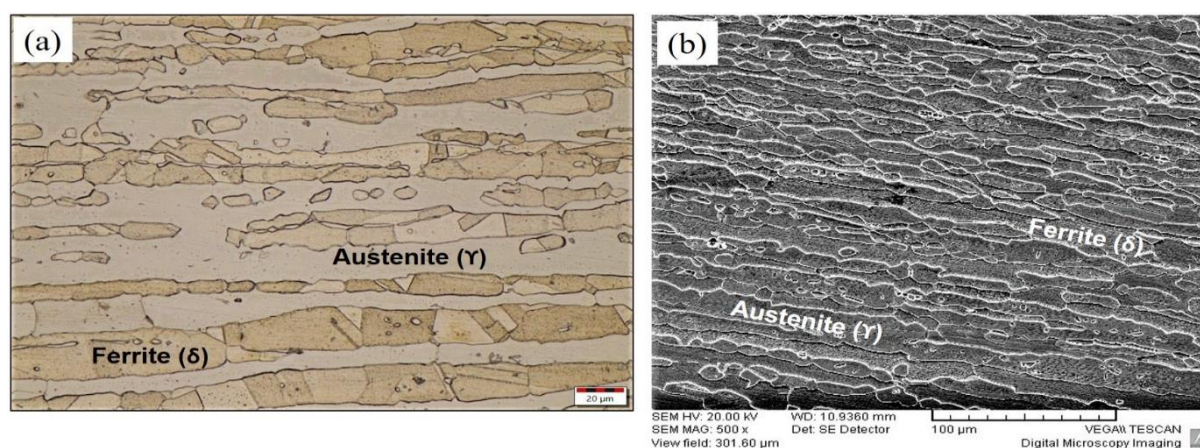 (a)
Austenite (ϒ)
Ferrite (δ)
20 µm
(b)
Ferrite (δ)
Austenite (ϒ)
SEM HV: 20.00 kV WD: 10.9360 mm
SEM MAG: 500 x Det: SE Detector
View field: 301.60 µm 100 µm
VEGA\\ TESCAN
Digital Microscopy Imaging